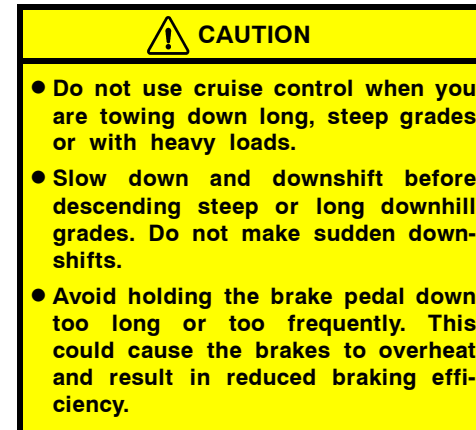 CAUTION
● Do not use cruise control when you
are towing down long, steep grades
or with heavy loads.
● Slow down and downshift before
descending steep or long downhill
grades. Do not make sudden down-
shifts.
● Avoid holding the brake pedal down
too long or too frequently. This
could cause the brakes to overheat
and result in reduced braking effi-
ciency.